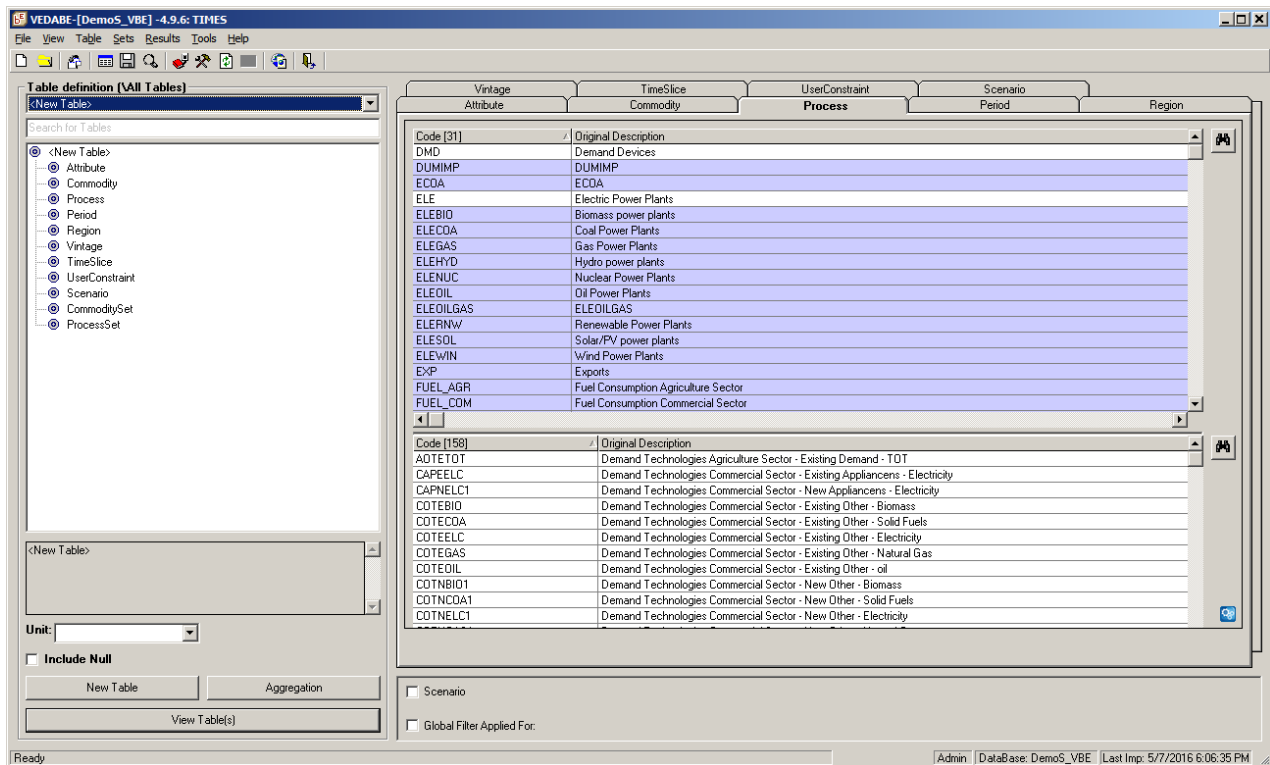 VEDABE-[DemoS_VBE] -4.9.6: TIMES
File View Table Sets Results Tools Help
Table definition (\All Tables)
<New Table>
Search for Tables
<New Table>
Attribute
Commodity
Process
Period
Region
Vintage
TimeSlice
UserConstraint
Scenario
CommoditySet
ProcessSet
<New Table>
Unit:
Include Null
New Table Aggregation
View Table(s)
Vintage TimeSlice UserConstraint Scenario
Attribute Commodity Process Period Region
Code [31] Original Description
DMD Demand Devices
DUMIMP DUMIMP
ECOA ECOA
ELE Electric Power Plants
ELEBIO Biomass power plants
ELECOA Coal Power Plants
ELEGAS Gas Power Plants
ELEHYD Hydro power plants
ELENUC Nuclear Power Plants
ELEOIL Oil Power Plants
ELEOILGAS ELEOILGAS
ELERNW Renewable Power Plants
ELESOL Solar/PV power plants
ELEWIN Wind Power Plants
EXP Exports
FUEL_AGR Fuel Consumption Agriculture Sector
FUEL_COM Fuel Consumption Commercial Sector
Code [158] Original Description
AOTETOT Demand Technologies Agriculture Sector - Existing Demand - TOT
CAPEELC Demand Technologies Commercial Sector - Existing Appliancens - Electricity
CAPNELC1 Demand Technologies Commercial Sector - New Appliancens - Electricity
COTEBIO Demand Technologies Commercial Sector - Existing Other - Biomass
COTECOA Demand Technologies Commercial Sector - Existing Other - Solid Fuels
COTEELC Demand Technologies Commercial Sector - Existing Other - Electricity
COTEGAS Demand Technologies Commercial Sector - Existing Other - Natural Gas
COTEOIL Demand Technologies Commercial Sector - Existing Other - oil
COTNBIO1 Demand Technologies Commercial Sector - New Other - Biomass
COTNCOA1 Demand Technologies Commercial Sector - New Other - Solid Fuels
COTNELC1 Demand Technologies Commercial Sector - New Other - Electricity
Scenario
Global Filter Applied For:
Ready Admin DataBase: DemoS_VBE Last Imp: 5/7/2016 6:06:35 PM